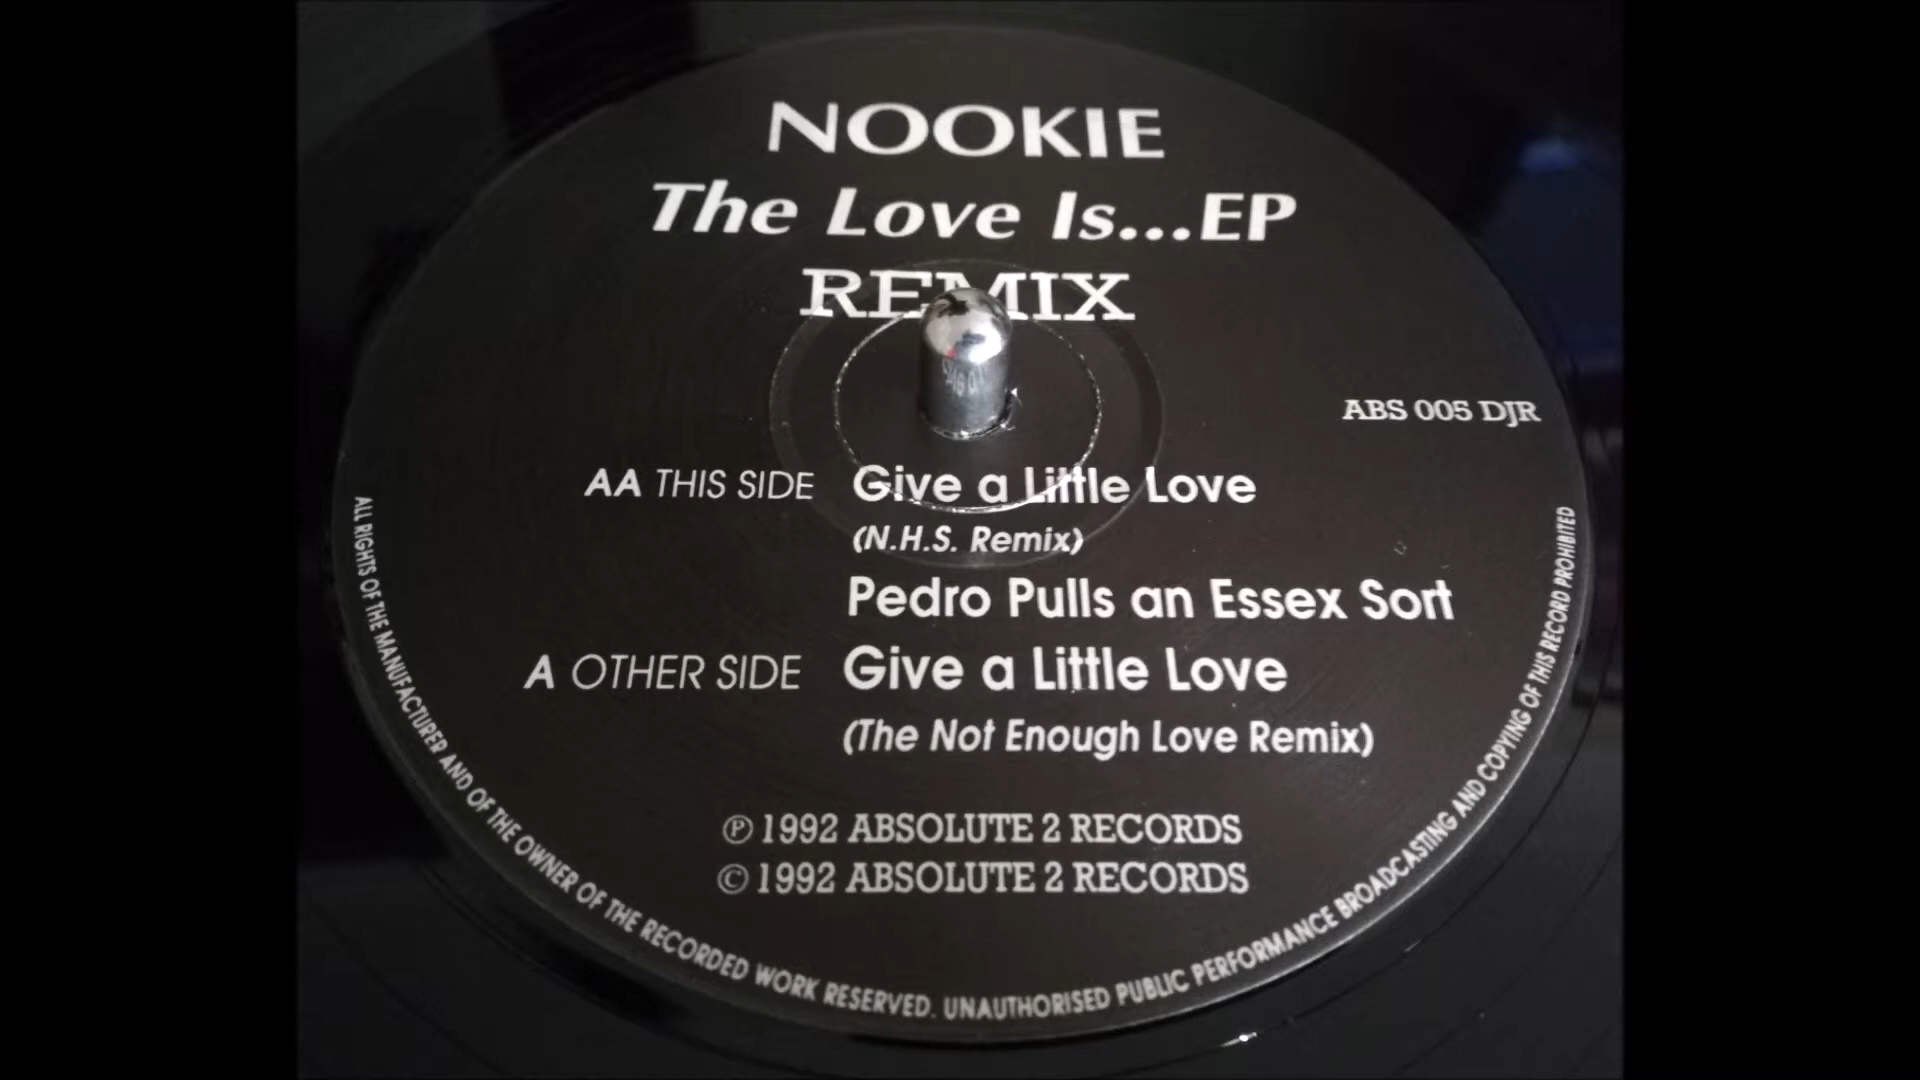 NOOKIE
The Love Is...EP
REMIX
ABS 005 DJR
AA THIS SIDE Give a Little Love
(N.H.S. Remix)
Pedro Pulls an Essex Sort
A OTHER SIDE Give a Little Love
(The Not Enough Love Remix)
℗ 1992 ABSOLUTE 2 RECORDS
© 1992 ABSOLUTE 2 RECORDS
ALL RIGHTS OF THE MANUFACTURER AND OF THE OWNER OF THE RECORDED WORK RESERVED. UNAUTHORISED PUBLIC PERFORMANCE BROADCASTING AND COPYING OF THIS RECORD PROHIBITED